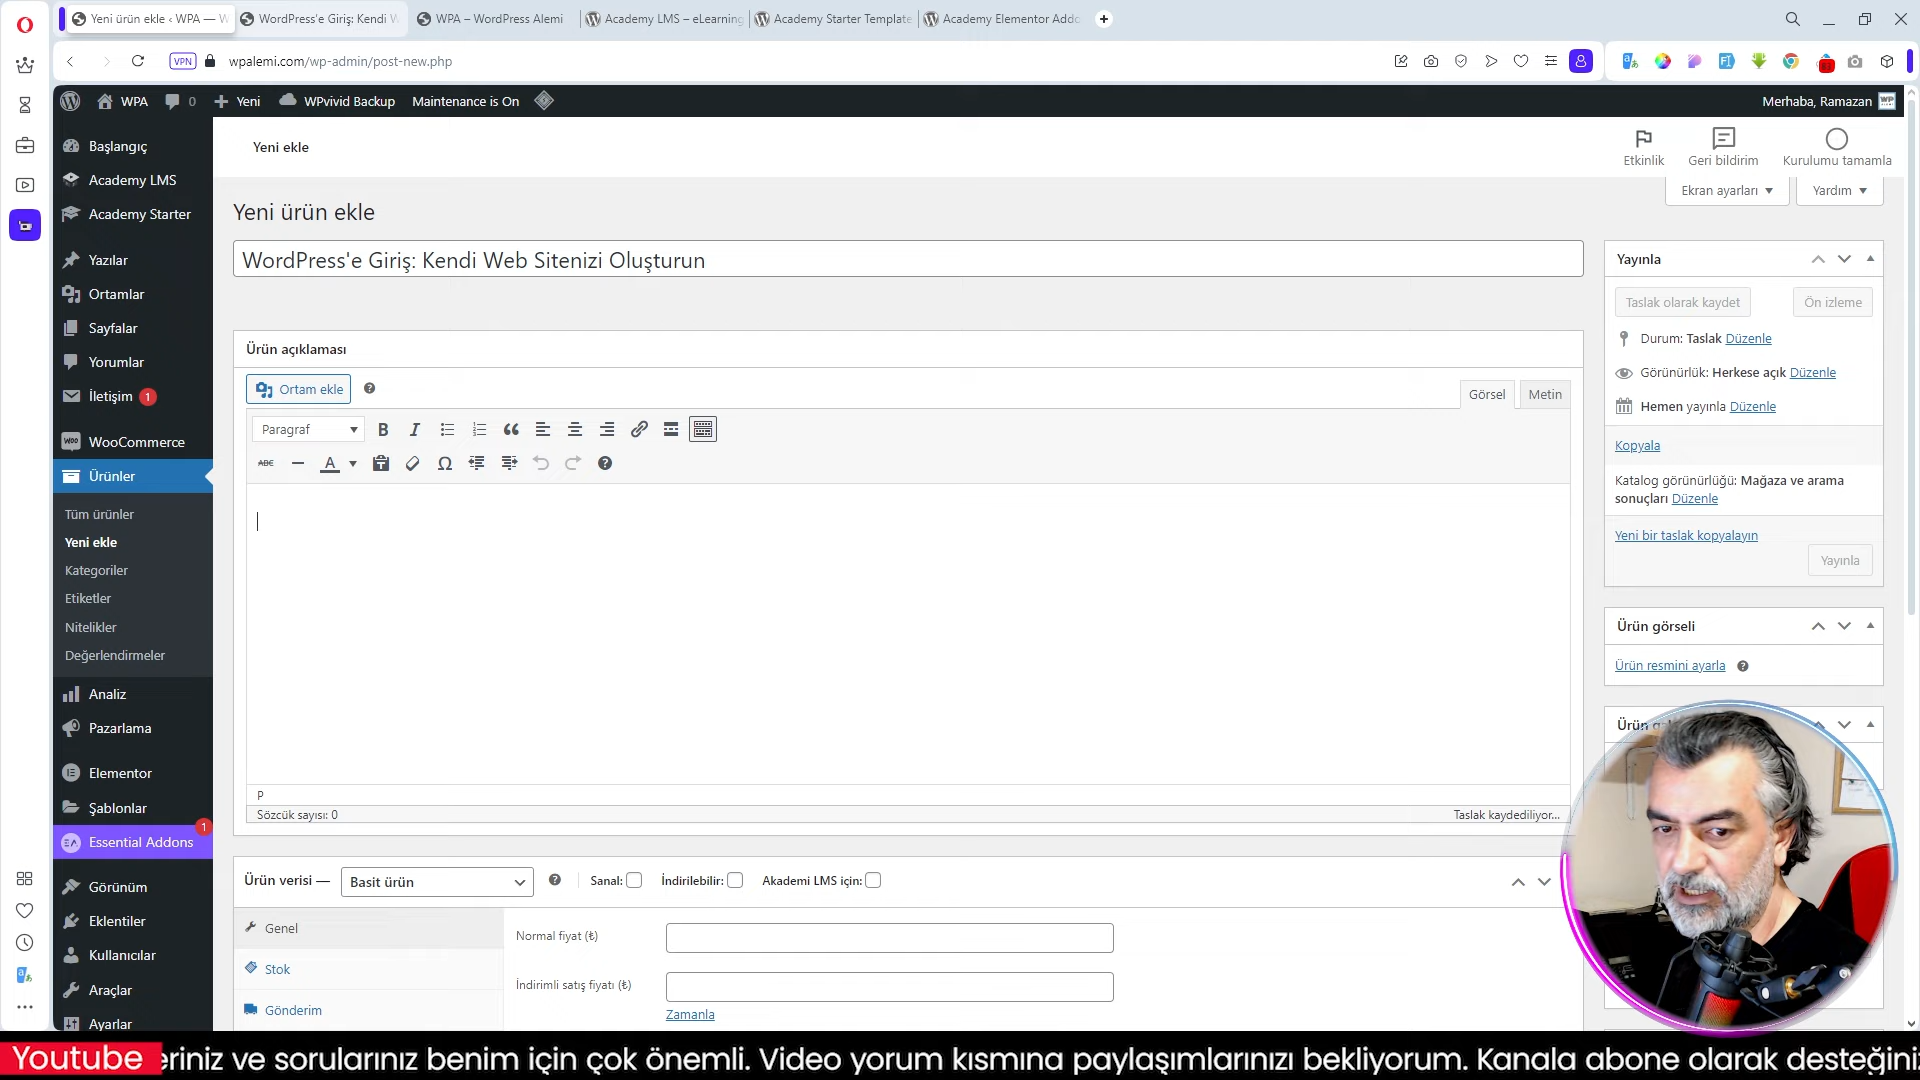 Yeni ürün ekle ‹ WPA — W
WordPress'e Giriş: Kendi W
WPA – WordPress Alemi
Academy LMS – eLearning
Academy Starter Template
Academy Elementor Addo
VPN
wpalemi.com/wp-admin/post-new.php
WPA
0
Yeni
WPvivid Backup
Maintenance is On
Merhaba, Ramazan
Başlangıç
Academy LMS
Academy Starter
Yazılar
Ortamlar
Sayfalar
Yorumlar
İletişim 1
WooCommerce
Ürünler
Tüm ürünler
Yeni ekle
Kategoriler
Etiketler
Nitelikler
Değerlendirmeler
Analiz
Pazarlama
Elementor
Şablonlar
Essential Addons 1
Görünüm
Eklentiler
Kullanıcılar
Araçlar
Ayarlar
Yeni ekle
Etkinlik
Geri bildirim
Kurulumu tamamla
Ekran ayarları
Yardım
Yeni ürün ekle
WordPress'e Giriş: Kendi Web Sitenizi Oluşturun
Ürün açıklaması
Ortam ekle
Görsel
Metin
Paragraf
B I
ABC
A
p
Sözcük sayısı: 0
Taslak kaydediliyor...
Ürün verisi —
Basit ürün
Sanal:
İndirilebilir:
Akademi LMS için:
Genel
Stok
Gönderim
Normal fiyat (₺)
İndirimli satış fiyatı (₺)
Zamanla
Yayınla
Taslak olarak kaydet
Ön izleme
Durum: Taslak Düzenle
Görünürlük: Herkese açık Düzenle
Hemen yayınla Düzenle
Kopyala
Katalog görünürlüğü: Mağaza ve arama
sonuçları Düzenle
Yeni bir taslak kopyalayın
Yayınla
Ürün görseli
Ürün resmini ayarla
Youtube
eriniz ve sorularınız benim için çok önemli. Video yorum kısmına paylaşımlarınızı bekliyorum. Kanala abone olarak desteğiniz